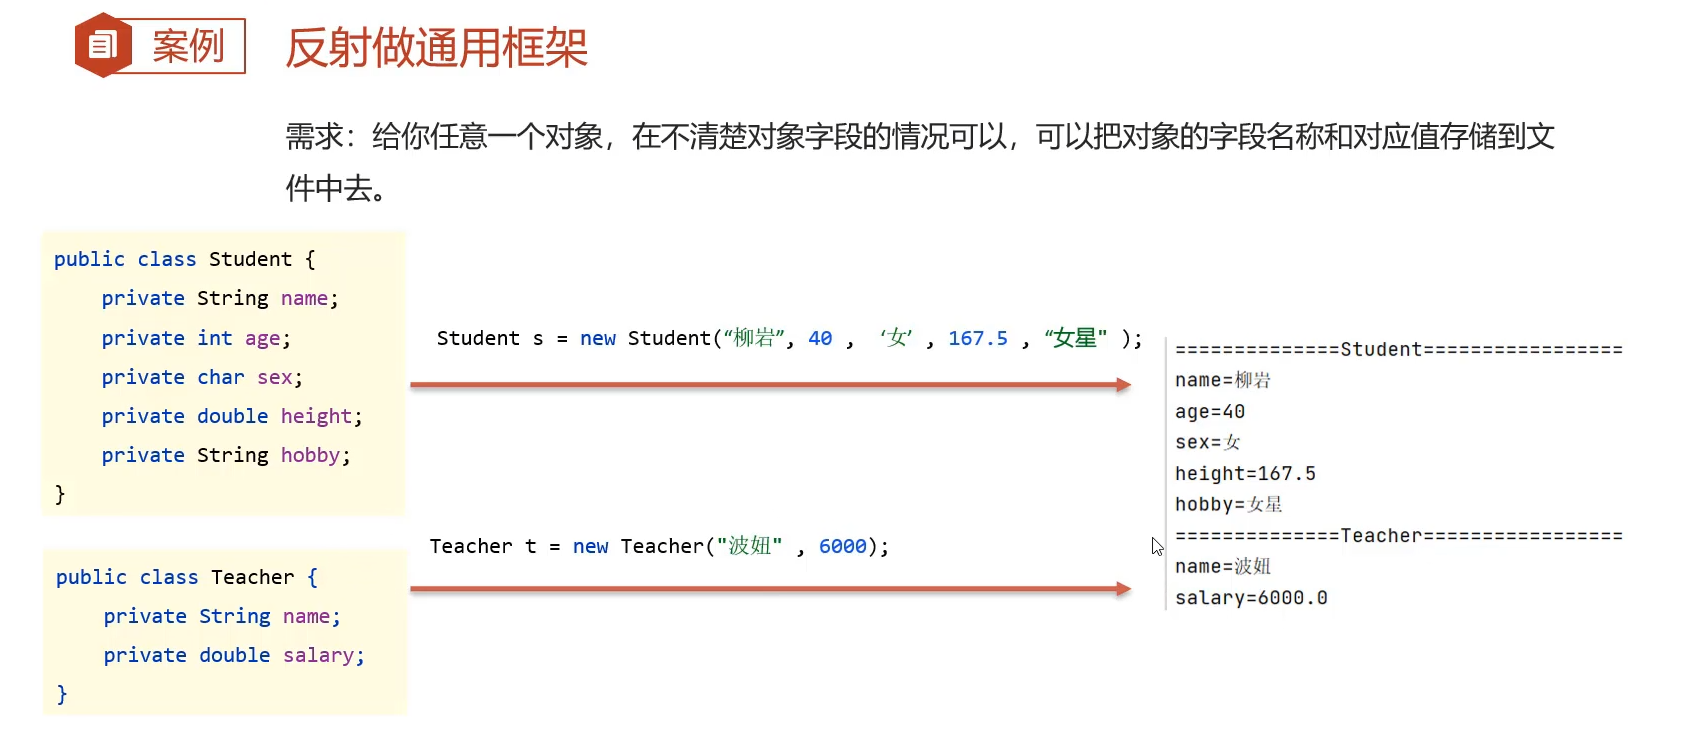 案例
反射做通用框架
需求：给你任意一个对象，在不清楚对象字段的情况可以，可以把对象的字段名称和对应值存储到文
件中去。
public class Student {
private String name;
private int age;
private char sex;
private double height;
private String hobby;
}
Student s = new Student(“柳岩”, 40 , ‘女’ , 167.5 , “女星" );
public class Teacher {
private String name;
private double salary;
}
Teacher t = new Teacher("波妞" , 6000);
==============Student=================
name=柳岩
age=40
sex=女
height=167.5
hobby=女星
==============Teacher=================
name=波妞
salary=6000.0